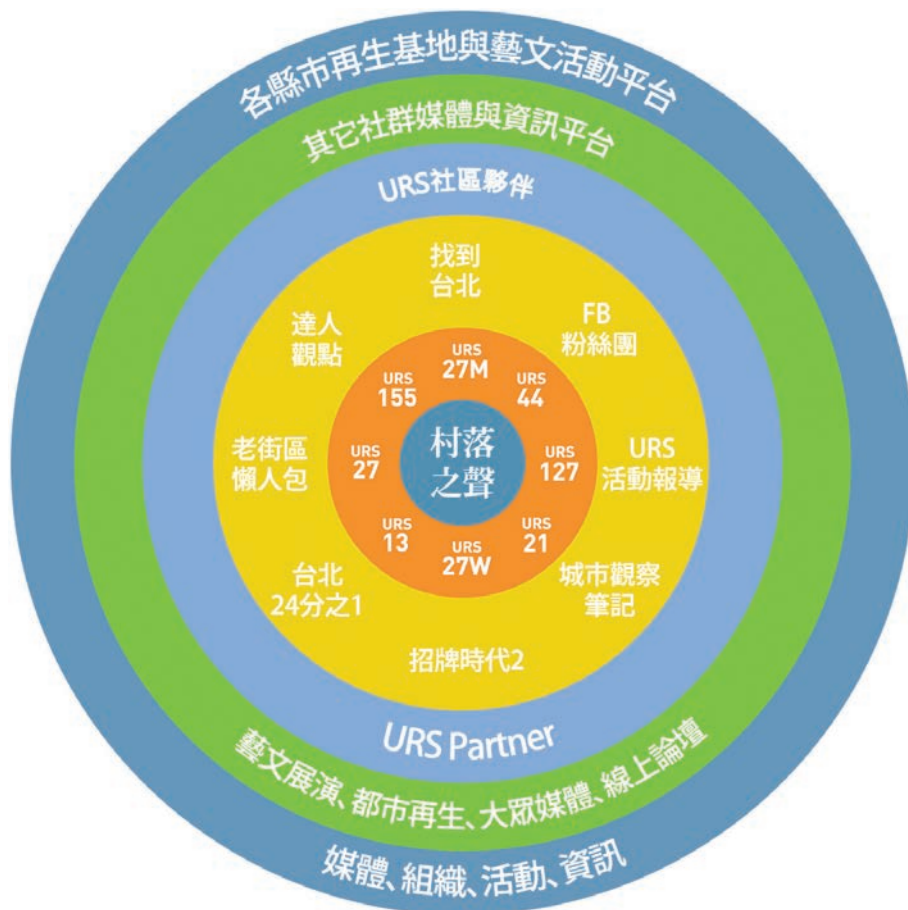 各縣市再生基地與藝文活動平台
其它社群媒體與資訊平台
URS社區夥伴
找到
台北
FB
粉絲團
URS
活動報導
城市觀察
筆記
招牌時代2
台北
24分之1
老街區
懶人包
達人
觀點
URS
27M
URS
44
URS
127
URS
21
URS
27W
URS
13
URS
27
URS
155
村落
之聲
URS Partner
藝文展演、都市再生、大眾媒體、線上論壇
媒體、組織、活動、資訊